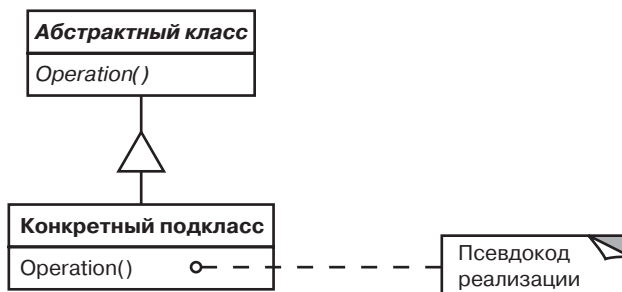 Абстрактный класс
Operation()
Конкретный подкласс
Operation()
Псевдокод
реализации